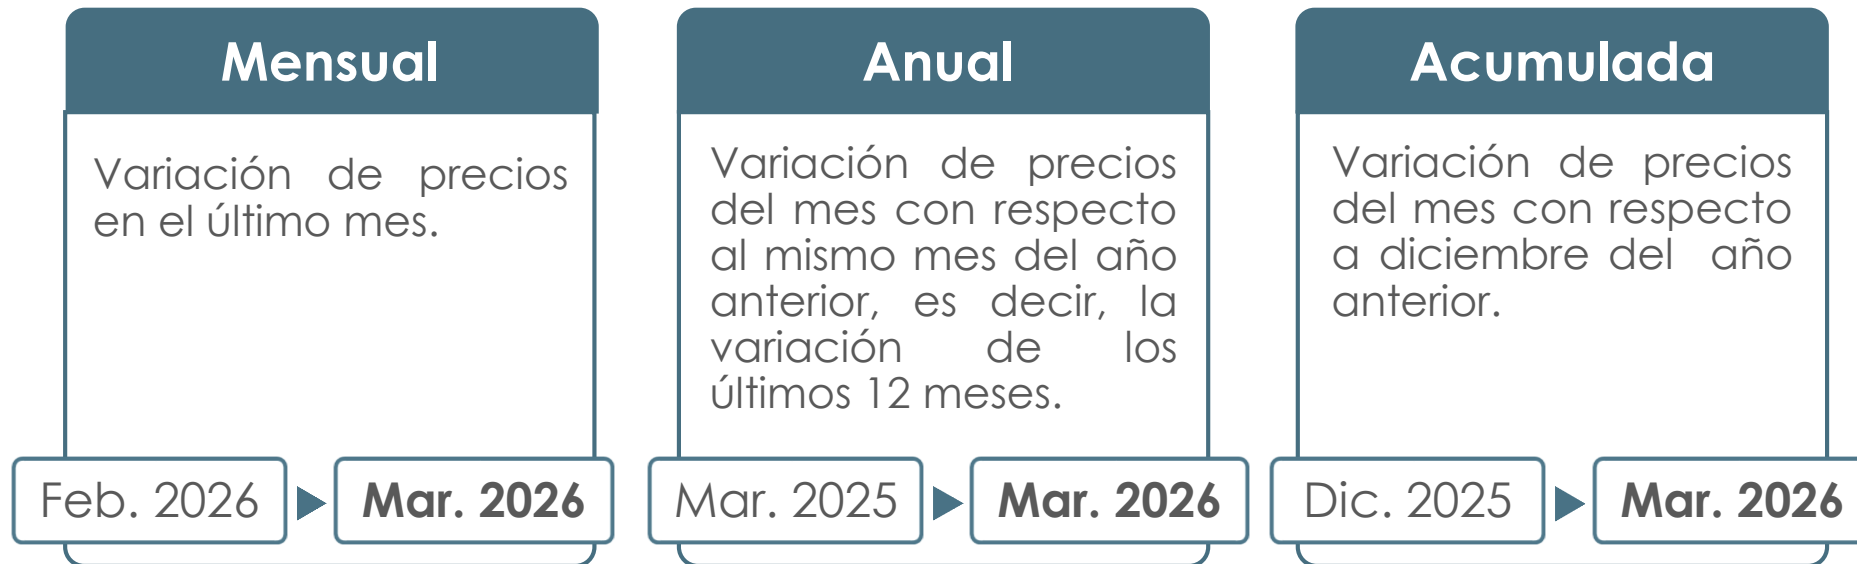 Mensual
Variación de precios
en el último mes.
Feb. 2026
Mar. 2026
Anual
Variación de precios
del mes con respecto
al mismo mes del año
anterior, es decir, la
variación de los
últimos 12 meses.
Mar. 2025
Mar. 2026
Acumulada
Variación de precios
del mes con respecto
a diciembre del año
anterior.
Dic. 2025
Mar. 2026